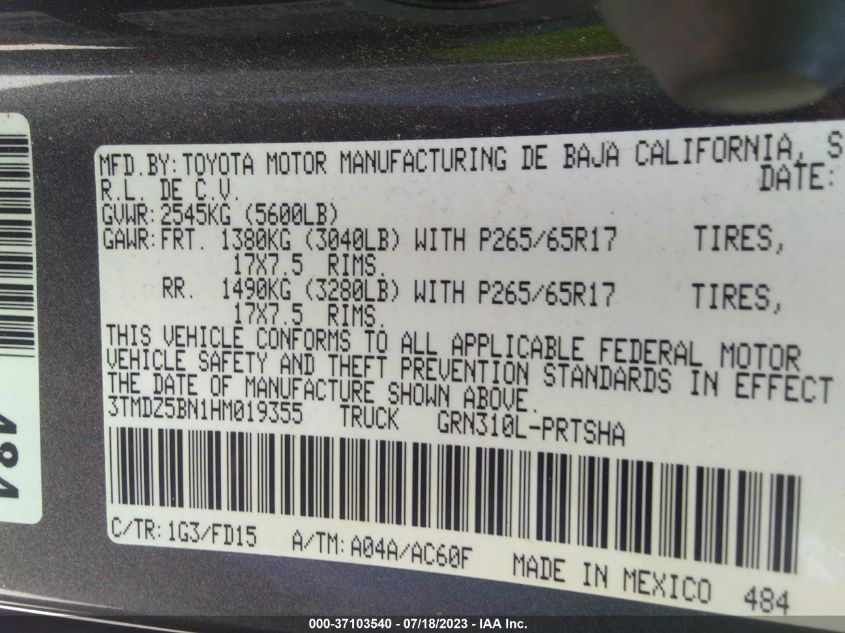 MFD.BY:TOYOTA MOTOR MANUFACTURING DE BAJA CALIFORNIA, S
R.L. DE C.V. DATE:
GVWR:2545KG (5600LB)
GAWR:FRT. 1380KG (3040LB) WITH P265/65R17 TIRES,
17X7.5 RIMS.
RR. 1490KG (3280LB) WITH P265/65R17 TIRES,
17X7.5 RIMS.
THIS VEHICLE CONFORMS TO ALL APPLICABLE FEDERAL MOTOR
VEHICLE SAFETY AND THEFT PREVENTION STANDARDS IN EFFECT
THE DATE OF MANUFACTURE SHOWN ABOVE.
3TMDZ5BN1HM019355 TRUCK GRN310L-PRTSHA
C/TR:1G3/FD15 A/TM:A04A/AC60F MADE IN MEXICO 484
484
000-37103540 - 07/18/2023 - © IAA Inc.